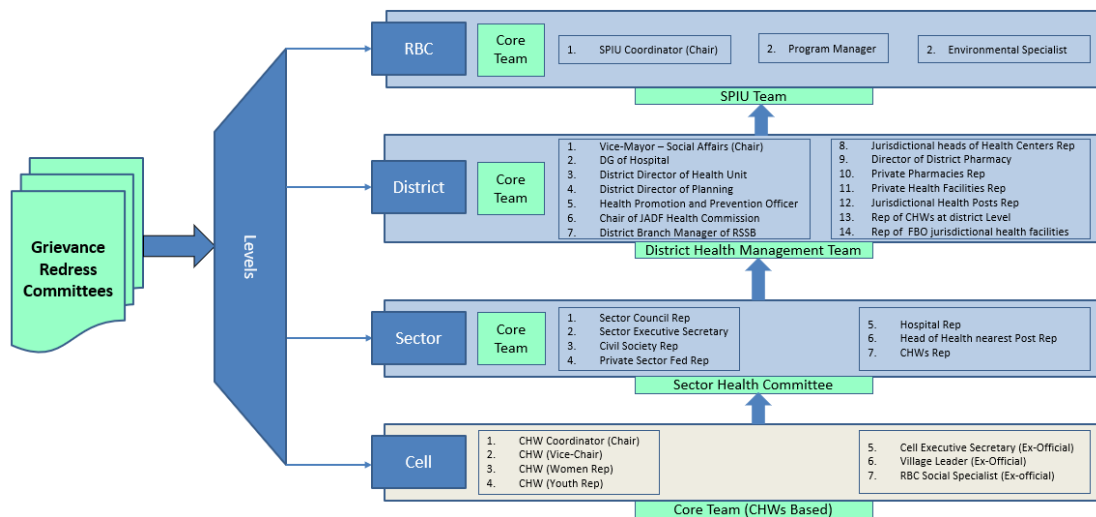 Grievance
Redress
Committees
Levels
RBC
Core
Team
1. SPIU Coordinator (Chair)
2. Program Manager
2. Environmental Specialist
SPIU Team
District
Core
Team
1. Vice-Mayor – Social Affairs (Chair)
2. DG of Hospital
3. District Director of Health Unit
4. District Director of Planning
5. Health Promotion and Prevention Officer
6. Chair of JADF Health Commission
7. District Branch Manager of RSSB
8. Jurisdictional heads of Health Centers Rep
9. Director of District Pharmacy
10. Private Pharmacies Rep
11. Private Health Facilities Rep
12. Jurisdictional Health Posts Rep
13. Rep of CHWs at district Level
14. Rep of FBO jurisdictional health facilities
District Health Management Team
Sector
Core
Team
1. Sector Council Rep
2. Sector Executive Secretary
3. Civil Society Rep
4. Private Sector Fed Rep
5. Hospital Rep
6. Head of Health nearest Post Rep
7. CHWs Rep
Sector Health Committee
Cell
1. CHW Coordinator (Chair)
2. CHW (Vice-Chair)
3. CHW (Women Rep)
4. CHW (Youth Rep)
5. Cell Executive Secretary (Ex-Official)
6. Village Leader (Ex-Official)
7. RBC Social Specialist (Ex-official)
Core Team (CHWs Based)